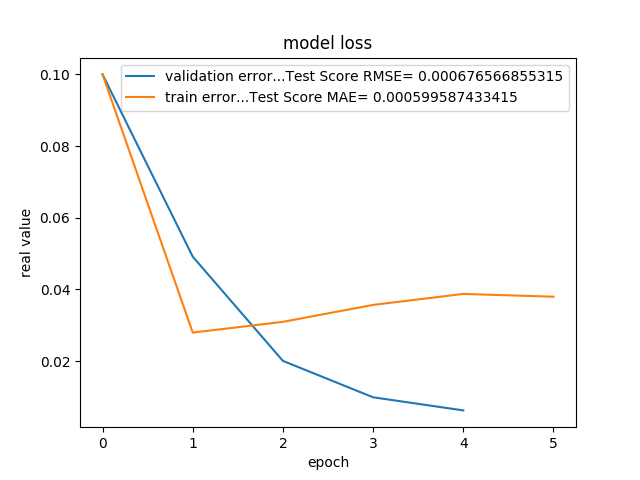 model loss
validation error...Test Score RMSE= 0.000676566855315
train error...Test Score MAE= 0.000599587433415
0.10
0.08
0.06
0.04
0.02
real value
0 1 2 3 4 5
epoch